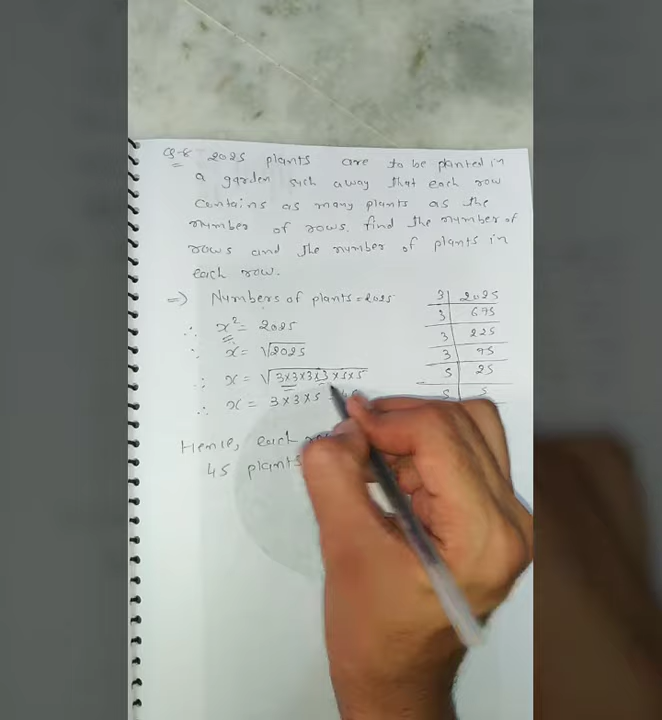 Q-8 2025 plants are to be planted in
a garden such away that each row
contains as many plants as the
number of rows. find the number of
rows and the number of plants in
each row.
=) Numbers of plants = 2025
∴ x² = 2025
∴ x = √2025
∴ x = √3×3×3×3×5×5
∴ x = 3×3×5 =
Hence, each
45 plants
3 | 2025
3 | 675
3 | 225
3 | 75
5 | 25
5 | 5